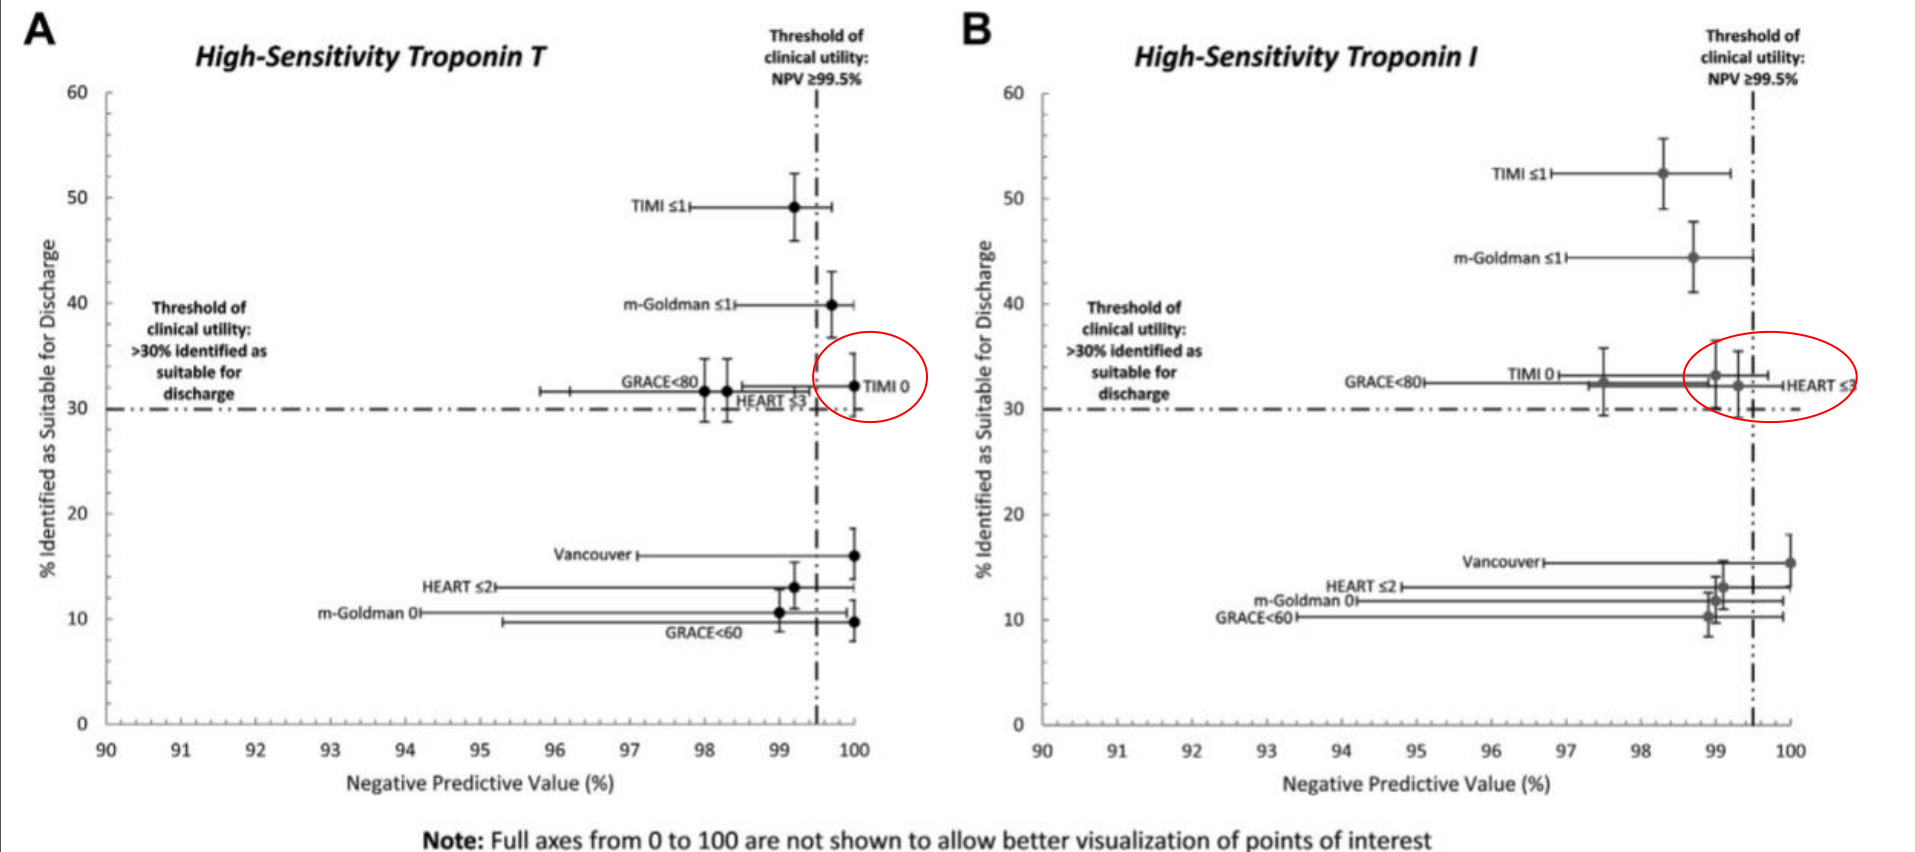 A
High-Sensitivity Troponin T
Threshold of
clinical utility:
NPV ≥99.5%
60
50
40
30
20
10
0
% Identified as Suitable for Discharge
Threshold of
clinical utility:
>30% identified as
suitable for
discharge
TIMI ≤1
m-Goldman ≤1
GRACE<80
HEART ≤3
TIMI 0
Vancouver
HEART ≤2
m-Goldman 0
GRACE<60
90 91 92 93 94 95 96 97 98 99 100
Negative Predictive Value (%)
B
High-Sensitivity Troponin I
Threshold of
clinical utility:
NPV ≥99.5%
60
50
40
30
20
10
0
% Identified as Suitable for Discharge
Threshold of
clinical utility:
>30% identified as
suitable for
discharge
TIMI ≤1
m-Goldman ≤1
TIMI 0
GRACE<80
HEART ≤3
Vancouver
HEART ≤2
m-Goldman 0
GRACE<60
90 91 92 93 94 95 96 97 98 99 100
Negative Predictive Value (%)
Note: Full axes from 0 to 100 are not shown to allow better visualization of points of interest